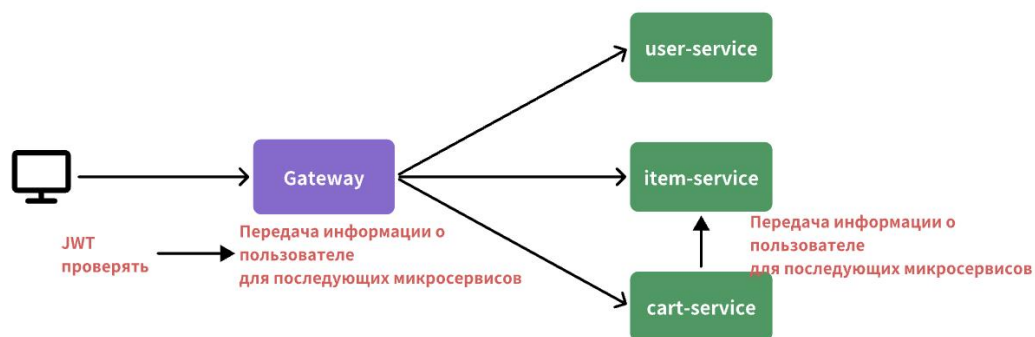 user-service
Gateway
item-service
JWT
проверять
Передача информации о
пользователе
для последующих микросервисов
Передача информации о
пользователе
для последующих микросервисов
cart-service